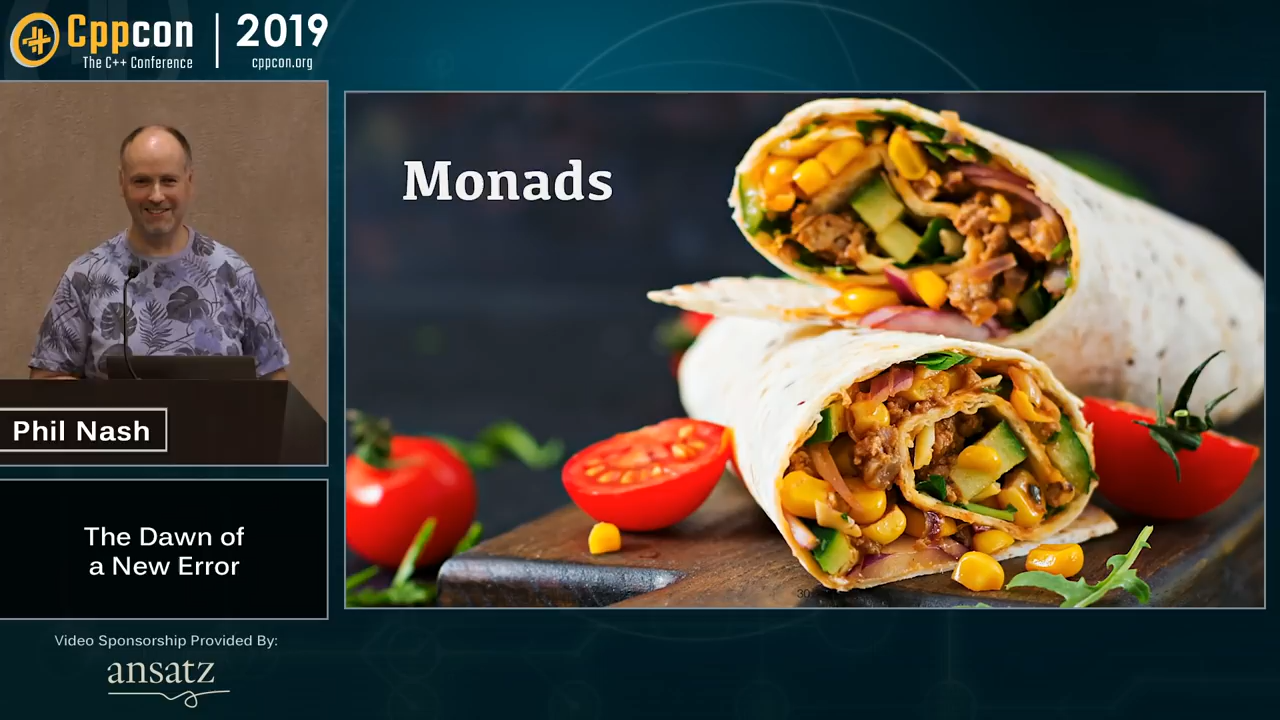 Cppcon
The C++ Conference
2019
cppcon.org
Monads
Phil Nash
The Dawn of
a New Error
Video Sponsorship Provided By:
ansatz
30